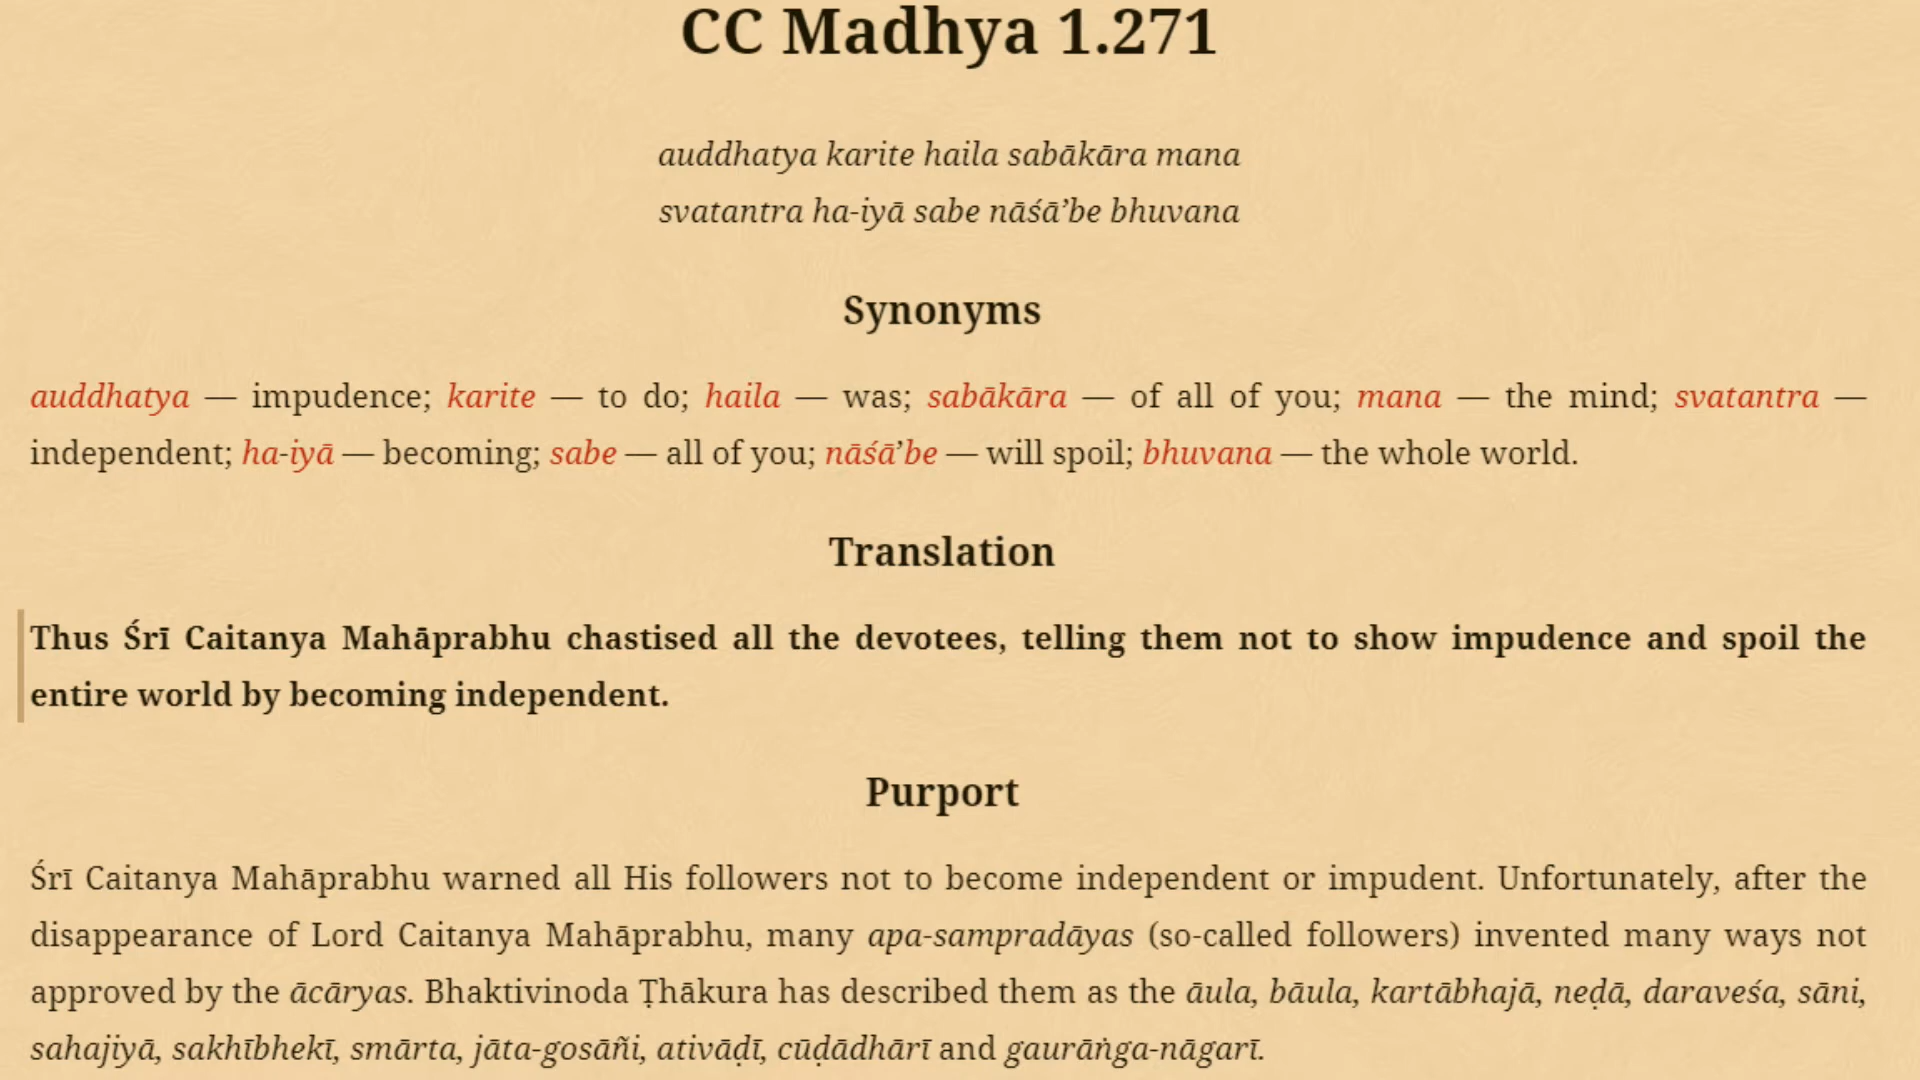 CC Madhya 1.271
auddhatya karite haila sabākāra mana
svatantra ha-iyā sabe nāśā’be bhuvana
Synonyms
auddhatya — impudence; karite — to do; haila — was; sabākāra — of all of you; mana — the mind; svatantra —
independent; ha-iyā — becoming; sabe — all of you; nāśā’be — will spoil; bhuvana — the whole world.
Translation
Thus Śrī Caitanya Mahāprabhu chastised all the devotees, telling them not to show impudence and spoil the
entire world by becoming independent.
Purport
Śrī Caitanya Mahāprabhu warned all His followers not to become independent or impudent. Unfortunately, after the
disappearance of Lord Caitanya Mahāprabhu, many apa-sampradāyas (so-called followers) invented many ways not
approved by the ācāryas. Bhaktivinoda Ṭhākura has described them as the āula, bāula, kartābhajā, neḍā, daraveśa, sāni,
sahajiyā, sakhībhekī, smārta, jāta-gosāñi, ativāḍī, cūḍādhārī and gaurāṅga-nāgarī.